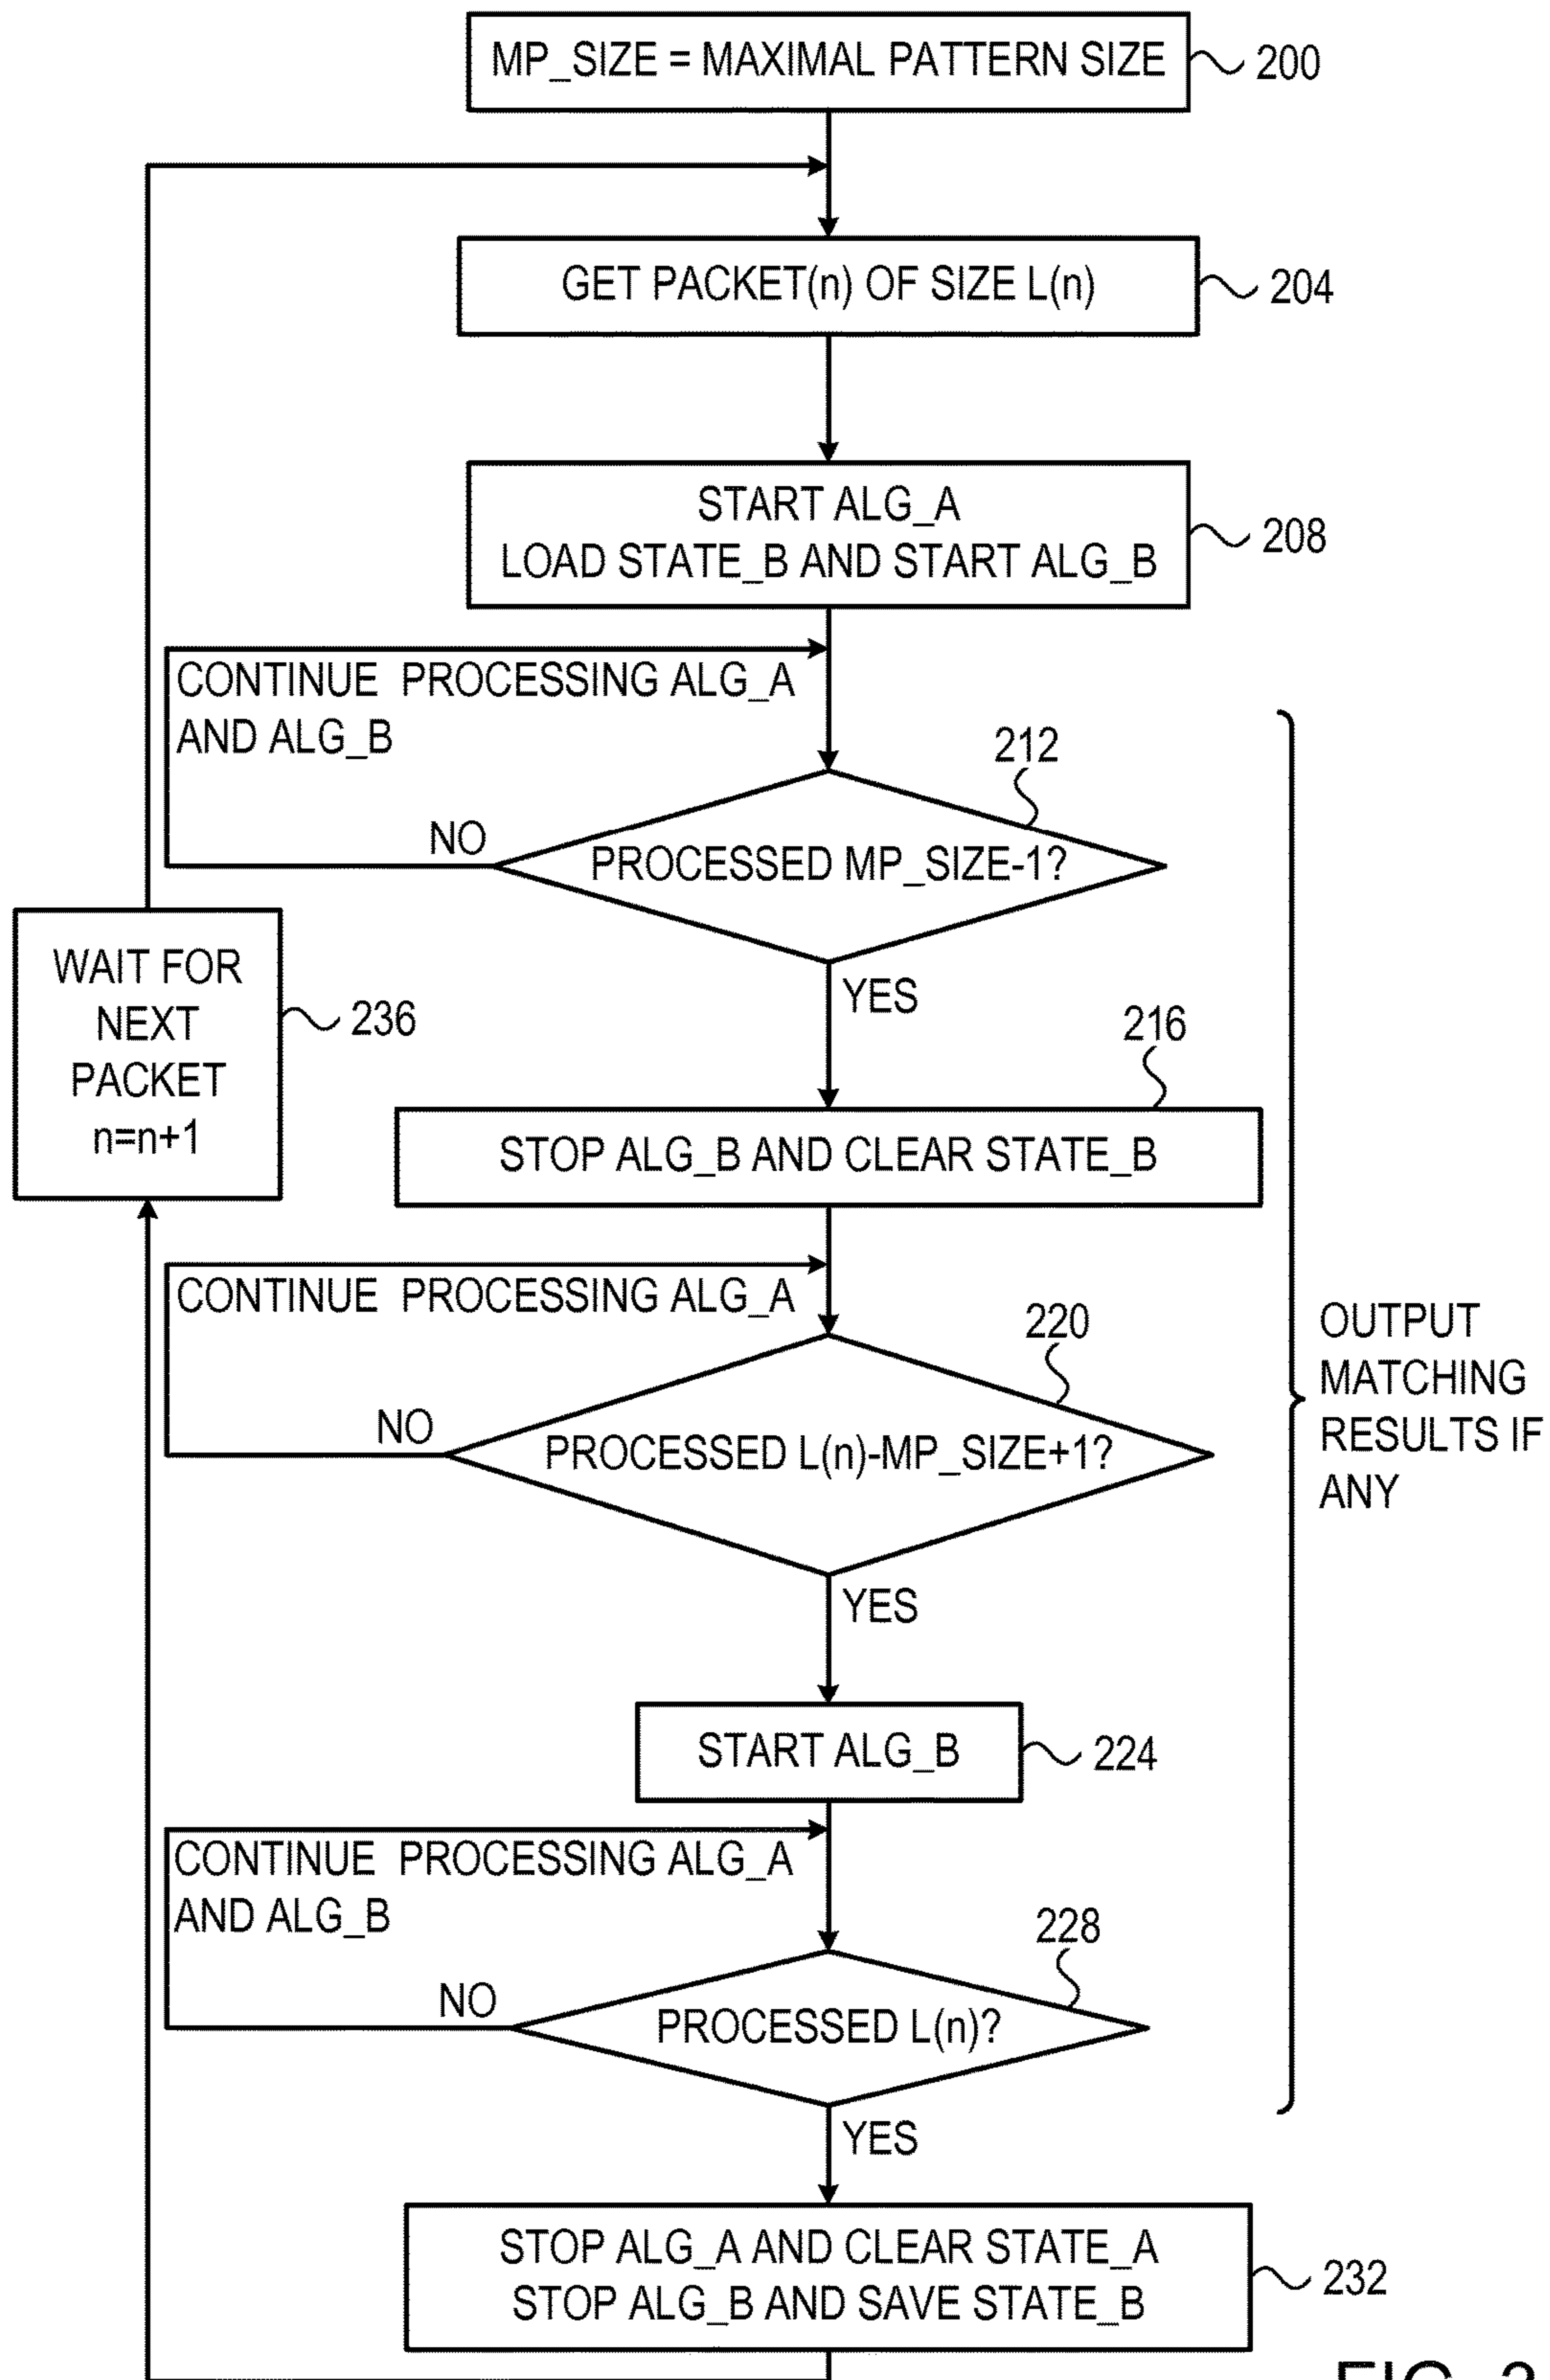 MP_SIZE = MAXIMAL PATTERN SIZE
200
GET PACKET(n) OF SIZE L(n)
204
START ALG_A
LOAD STATE_B AND START ALG_B
208
CONTINUE PROCESSING ALG_A
AND ALG_B
212
NO
PROCESSED MP_SIZE-1?
YES
WAIT FOR
NEXT
PACKET
n=n+1
236
216
STOP ALG_B AND CLEAR STATE_B
CONTINUE PROCESSING ALG_A
220
NO
PROCESSED L(n)-MP_SIZE+1?
YES
OUTPUT
MATCHING
RESULTS IF
ANY
START ALG_B
224
CONTINUE PROCESSING ALG_A
AND ALG_B
228
NO
PROCESSED L(n)?
YES
STOP ALG_A AND CLEAR STATE_A
STOP ALG_B AND SAVE STATE_B
232
FIG.